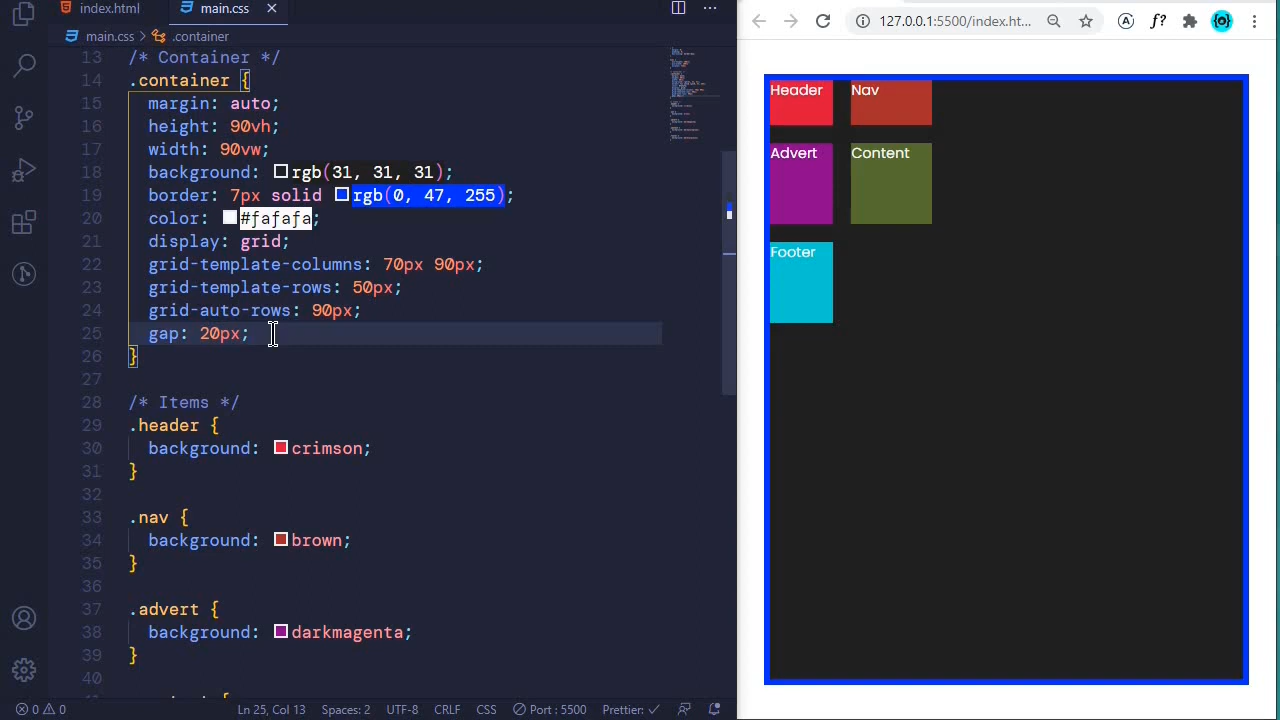 index.html
main.css
main.css
.container
127.0.0.1:5500/index.ht...
13 /* Container */
14 .container {
15 margin: auto;
16 height: 90vh;
17 width: 90vw;
18 background: rgb(31, 31, 31);
19 border: 7px solid rgb(0, 47, 255);
20 color: #fafafa;
21 display: grid;
22 grid-template-columns: 70px 90px;
23 grid-template-rows: 50px;
24 grid-auto-rows: 90px;
25 gap: 20px;
26 }
27
28 /* Items */
29 .header {
30 background: crimson;
31 }
32
33 .nav {
34 background: brown;
35 }
36
37 .advert {
38 background: darkmagenta;
39 }
40
Header
Nav
Advert
Content
Footer
0 0
Ln 25, Col 13
Spaces: 2
UTF-8
CRLF
CSS
Port : 5500
Prettier: